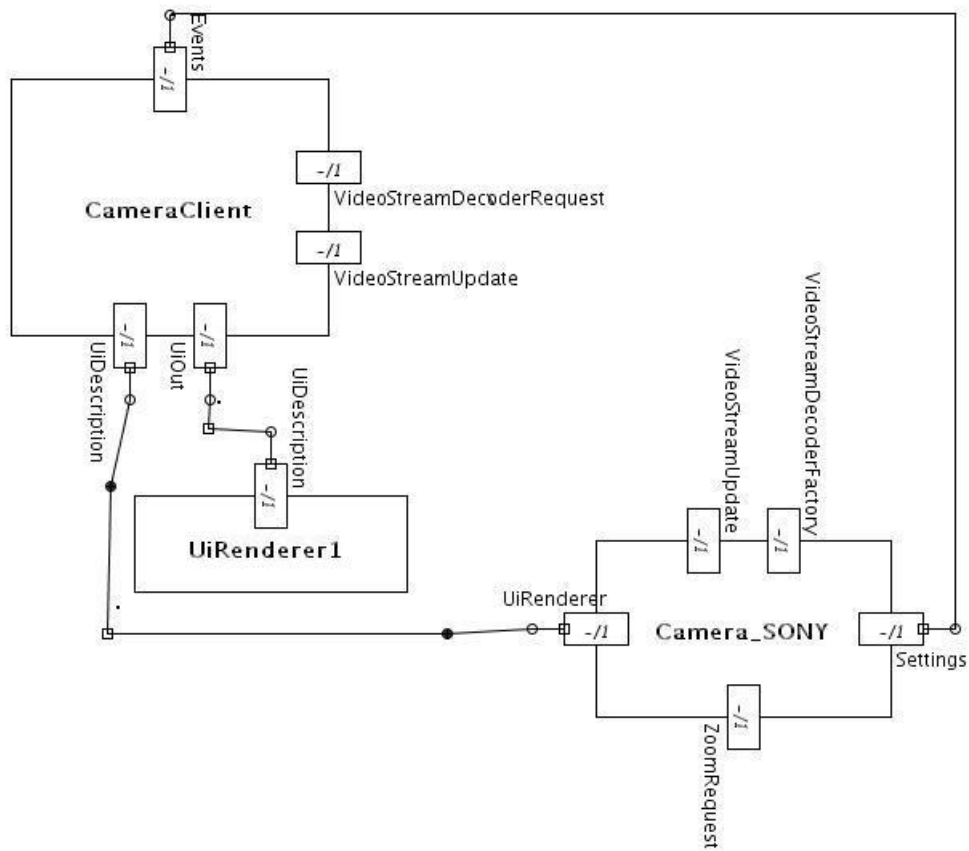 Events
-/1
-/1
VideoStreamDecoderRequest
CameraClient
-/1
VideoStreamUpdate
-/1
-/1
UiDescription
UiOut
UiDescription
-/1
UiRenderer1
VideoStreamUpdate
VideoStreamDecoderFactory
-/1
-/1
UiRenderer
-/1
Camera_SONY
-/1
Settings
-/1
ZoomRequest